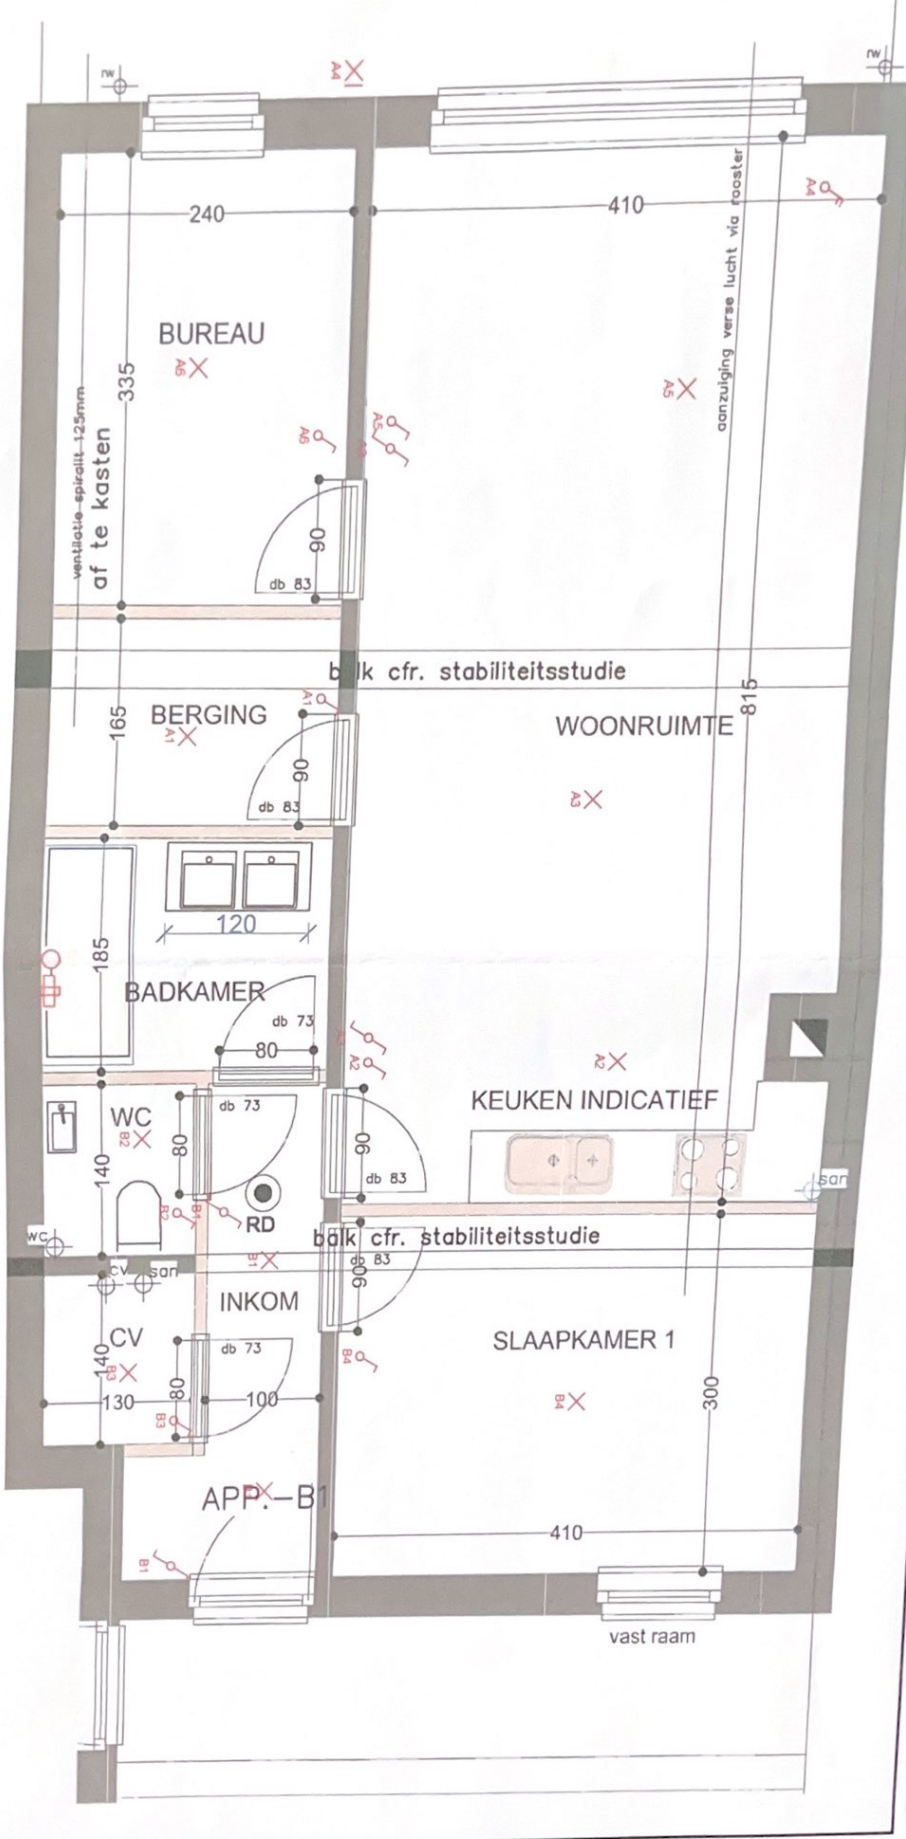 rw
A4
rw
A4
240
410
aanzuiging verse lucht via rooster
BUREAU
A6
335
A5
ventilatie spiralit 125mm
af te kasten
A6
A5
A3
90
db 83
balk cfr. stabiliteitsstudie
815
A1
BERGING
A1
165
WOONRUIMTE
90
db 83
A3
120
185
BADKAMER
db 73
80
A2
A2
KEUKEN INDICATIEF
WC
B2
db 73
80
90
140
db 83
san
B2
B1
RD
wc
balk cfr. stabiliteitsstudie
B1
db 83
90
cv
san
INKOM
CV
db 73
SLAAPKAMER 1
140
B3
B4
80
130
100
B4
300
B3
APP.-B1
410
B1
vast raam